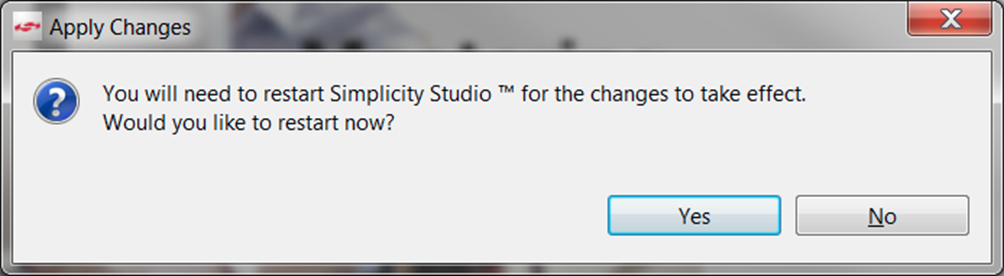 Apply Changes
You will need to restart Simplicity Studio ™ for the changes to take effect.
Would you like to restart now?
Yes
No